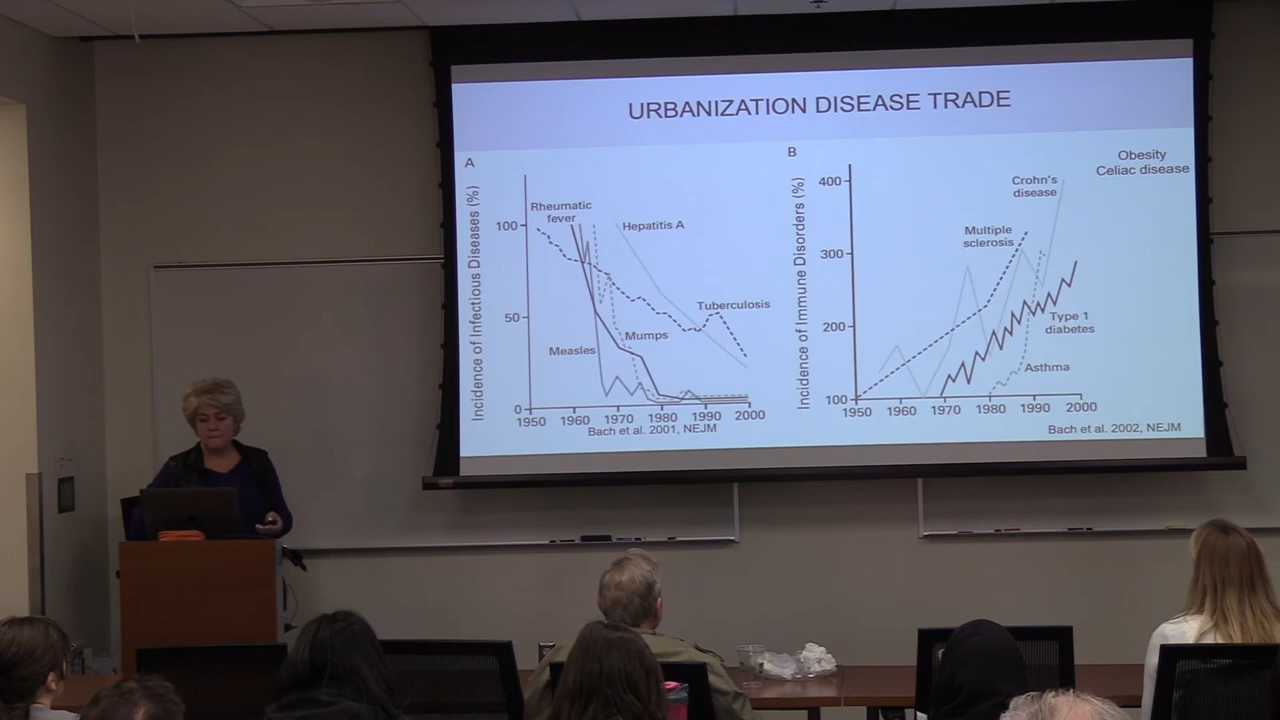 URBANIZATION DISEASE TRADE
A
Incidence of Infectious Diseases (%)
100
50
0
1950
1960
1970
1980
1990
2000
Rheumatic
fever
Hepatitis A
Tuberculosis
Mumps
Measles
Bach et al. 2001, NEJM
B
Incidence of Immune Disorders (%)
400
300
200
100
1950
1960
1970
1980
1990
2000
Crohn's
disease
Multiple
sclerosis
Type 1
diabetes
Asthma
Obesity
Celiac disease
Bach et al. 2002, NEJM